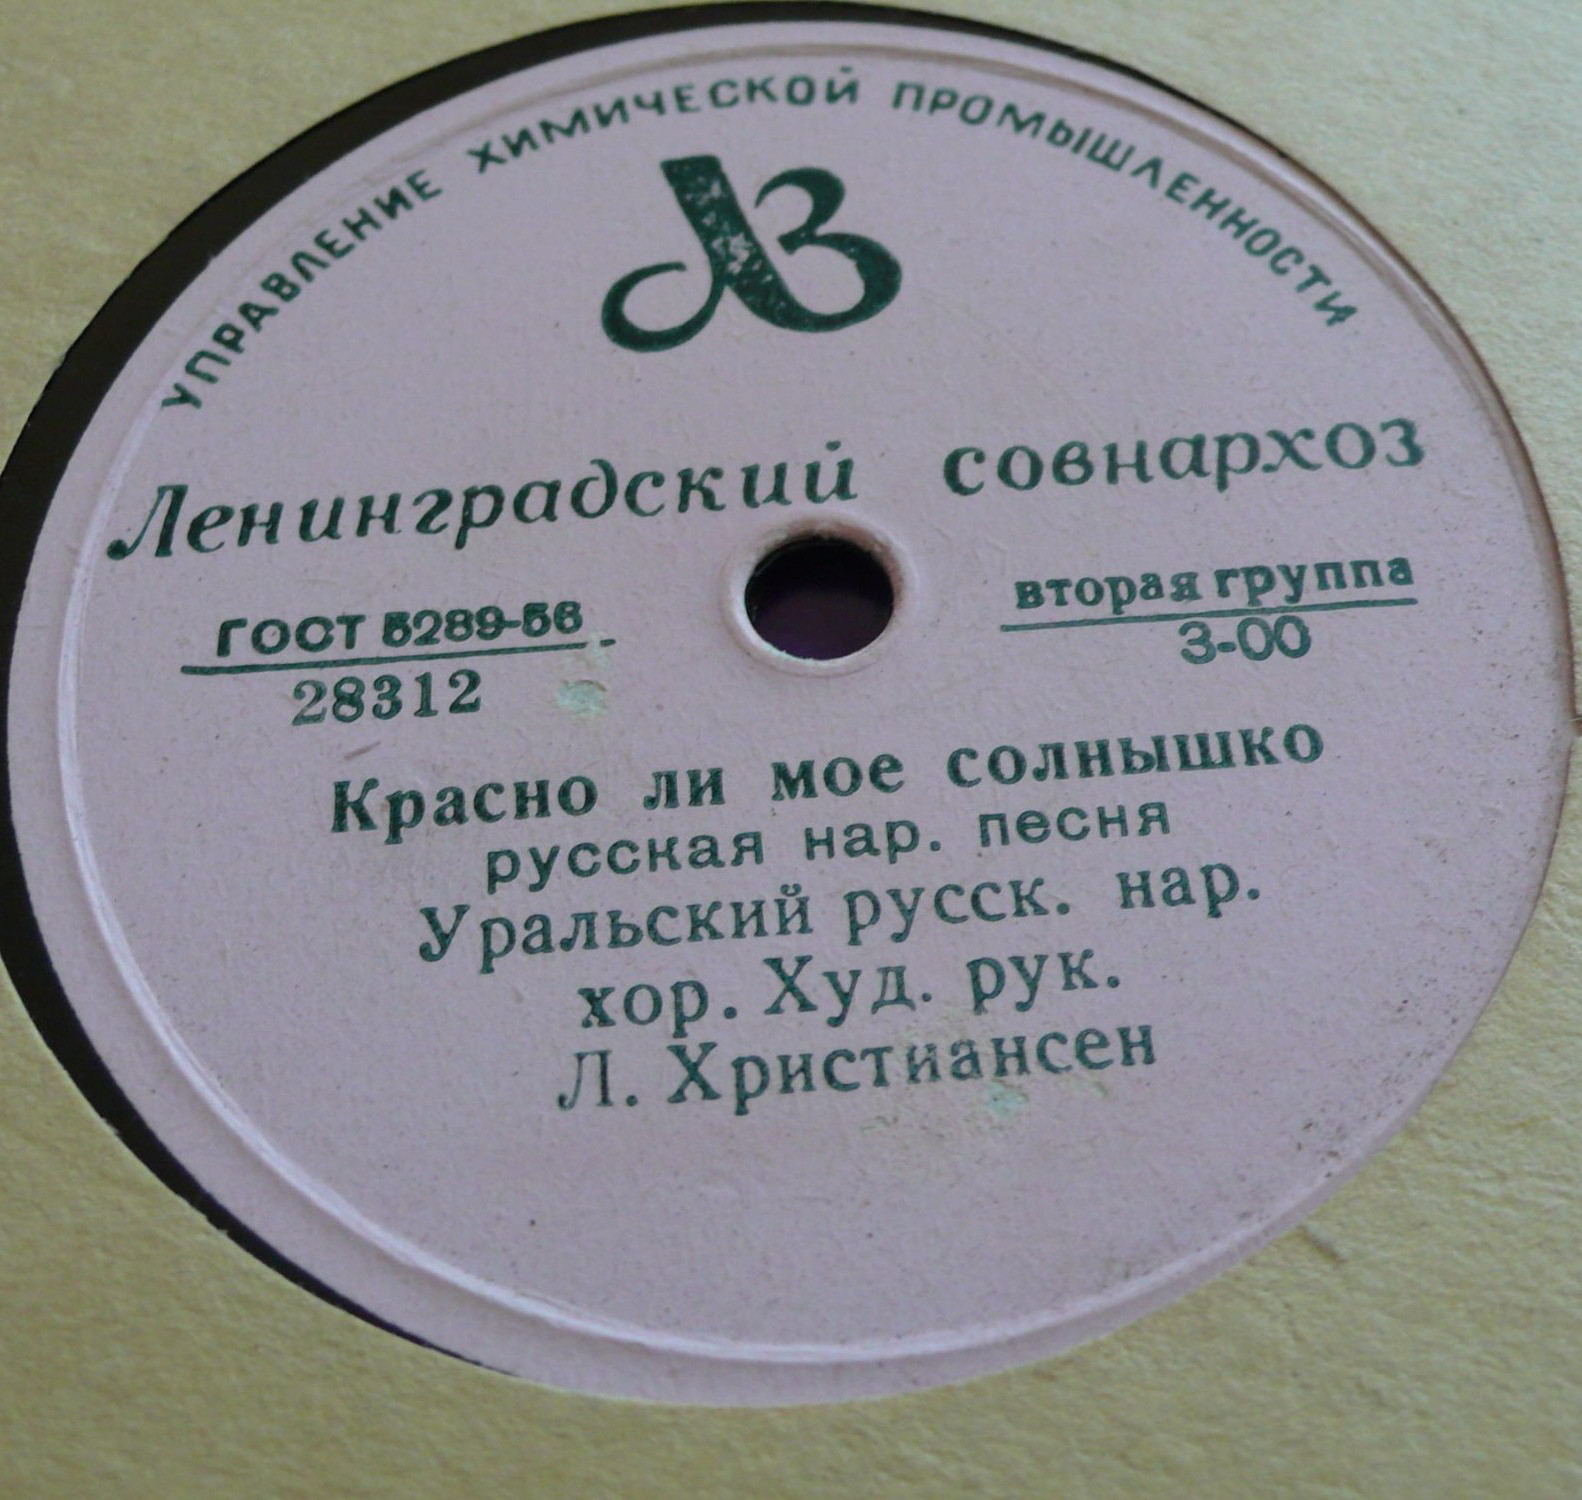 УПРАВЛЕНИЕ ХИМИЧЕСКОЙ ПРОМЫШЛЕННОСТИ
ЛЗ
Ленинградский совнархоз
ГОСТ 5289-56
28312
вторая группа
3-00
Красно ли мое солнышко
русская нар. песня
Уральский русск. нар.
хор. Худ. рук.
Л. Христиансен